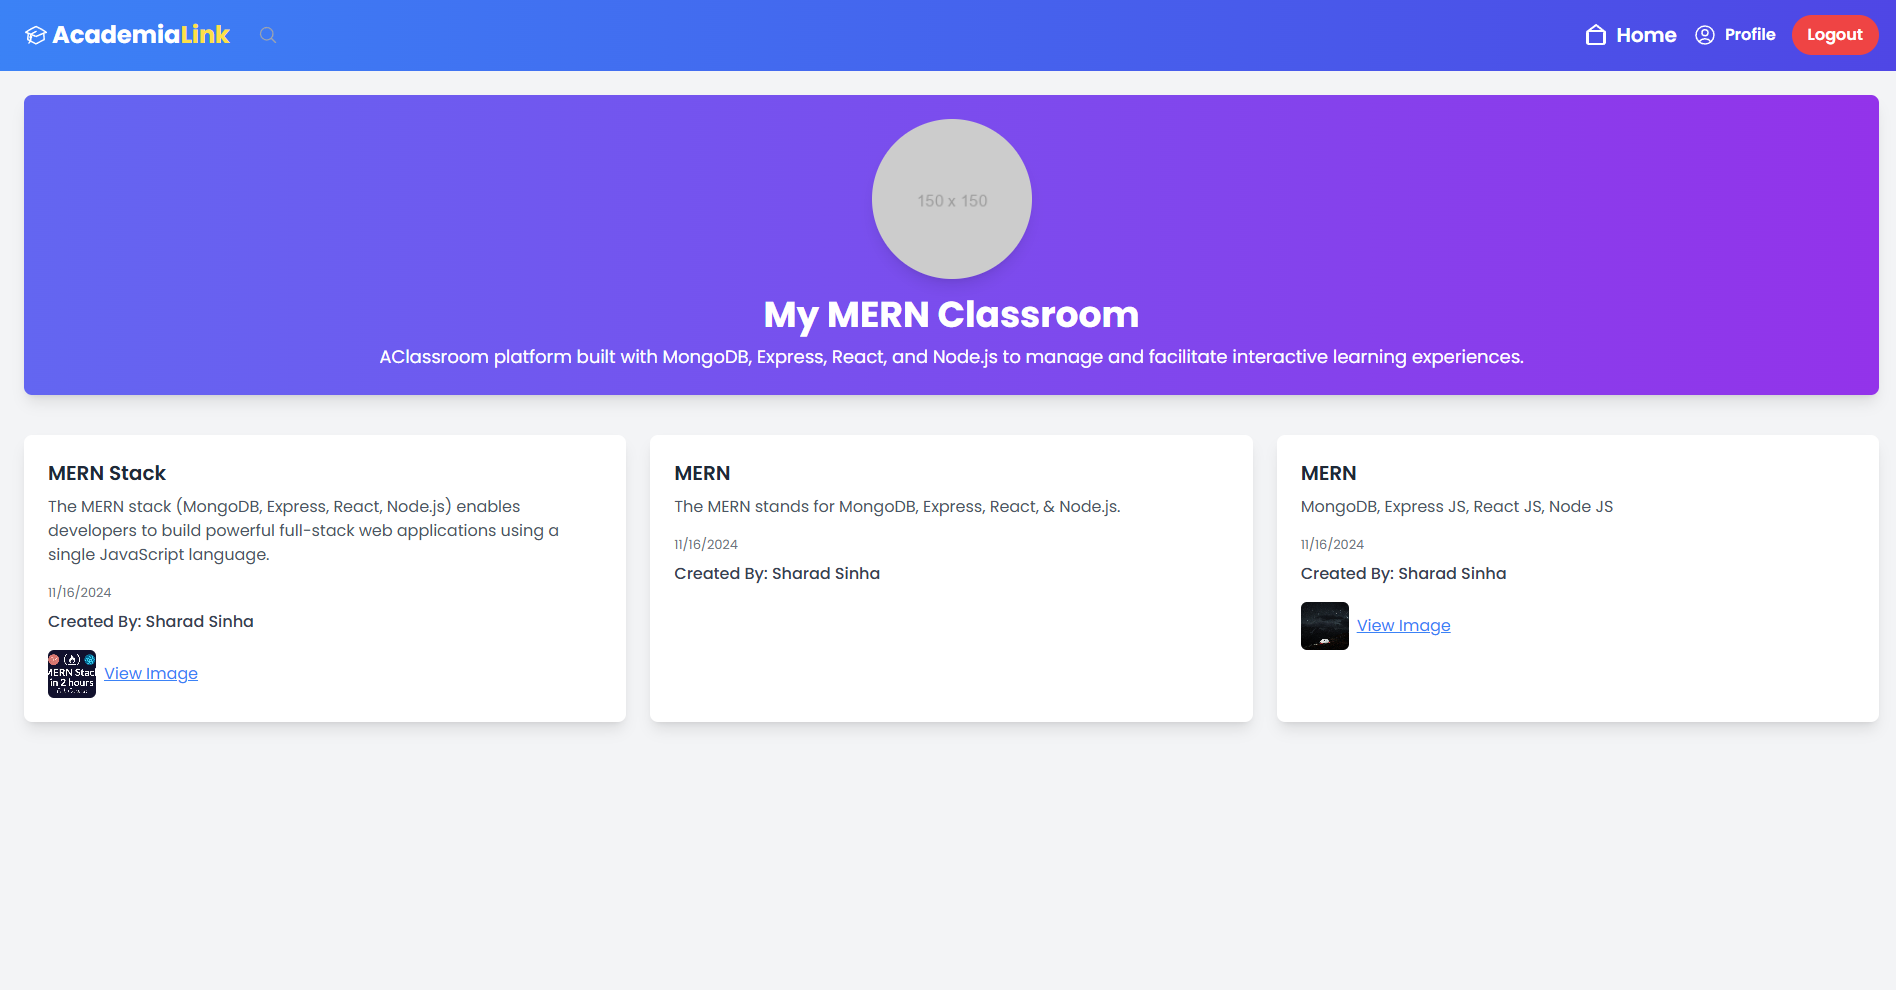 AcademiaLink
Home
Profile
Logout
150 x 150
My MERN Classroom
AClassroom platform built with MongoDB, Express, React, and Node.js to manage and facilitate interactive learning experiences.
MERN Stack
The MERN stack (MongoDB, Express, React, Node.js) enables
developers to build powerful full-stack web applications using a
single JavaScript language.
11/16/2024
Created By: Sharad Sinha
MERN Stack
in 2 hours
View Image
MERN
The MERN stands for MongoDB, Express, React, & Node.js.
11/16/2024
Created By: Sharad Sinha
MERN
MongoDB, Express JS, React JS, Node JS
11/16/2024
Created By: Sharad Sinha
View Image